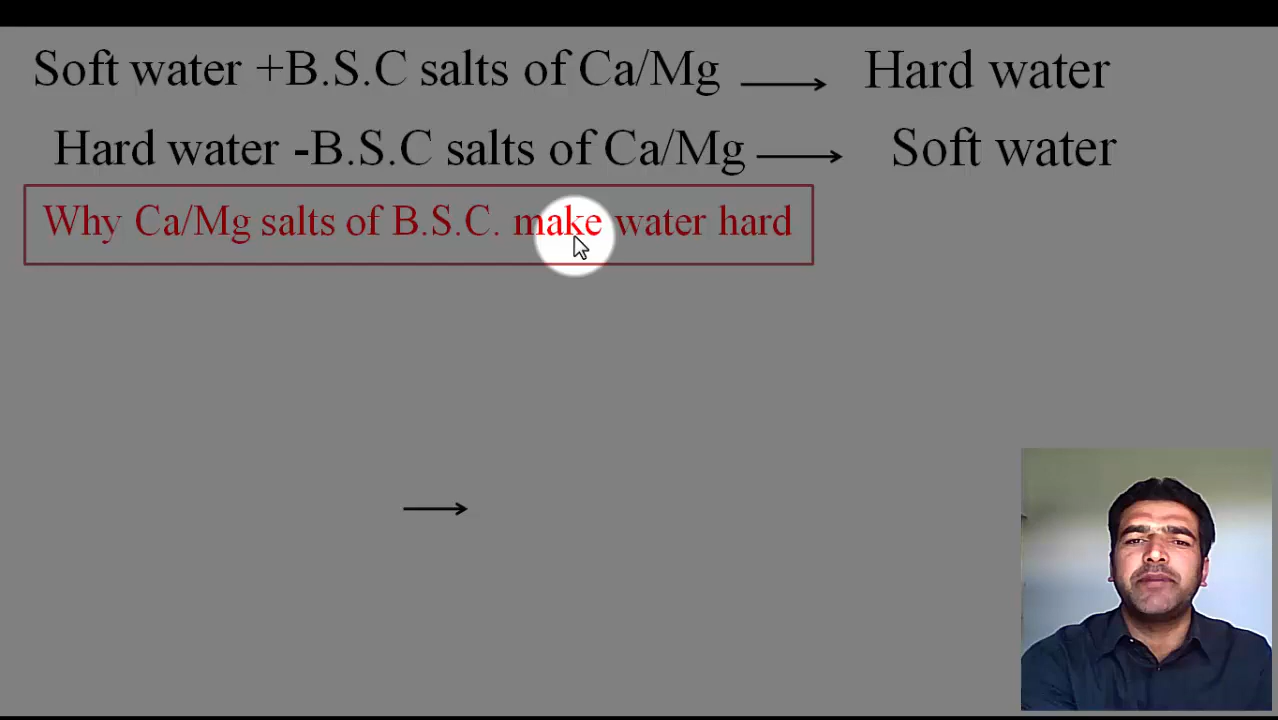 Soft water +B.S.C salts of Ca/Mg ⟶ Hard water
Hard water -B.S.C salts of Ca/Mg ⟶ Soft water
Why Ca/Mg salts of B.S.C. make water hard
⟶